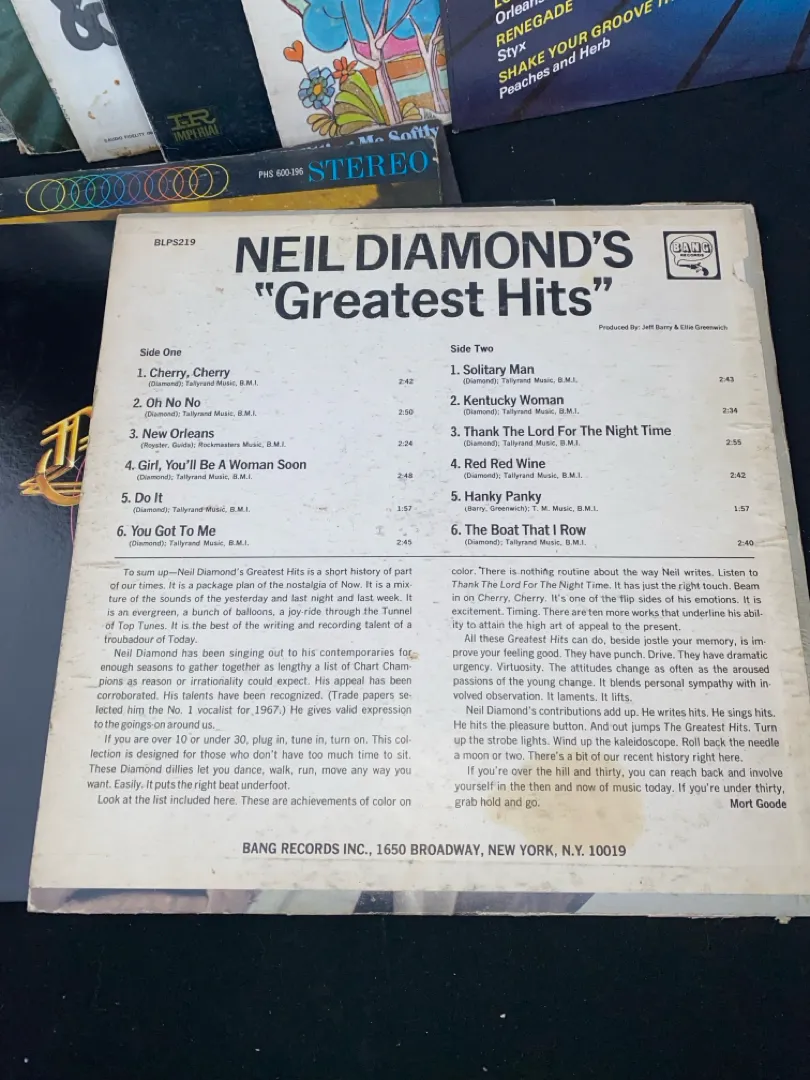 Orleans
RENEGADE
Styx
SHAKE YOUR GROOVE
Peaches and Herb
IR
IMPERIAL
Me Softly
PHS 600-196 STEREO
BLPS219
NEIL DIAMOND'S
"Greatest Hits"
BANG
RECORDS
Produced By: Jeff Barry & Ellie Greenwich
Side One
1. Cherry, Cherry
(Diamond); Tallyrand Music, B.M.I. 2:42
2. Oh No No
(Diamond); Tallyrand Music, B.M.I. 2:50
3. New Orleans
(Royster, Guida); Rockmasters Music, B.M.I. 2:24
4. Girl, You'll Be A Woman Soon
(Diamond); Tallyrand Music, B.M.I. 2:48
5. Do It
(Diamond); Tallyrand Music, B.M.I. 1:57
6. You Got To Me
(Diamond); Tallyrand Music, B.M.I. 2:45
Side Two
1. Solitary Man
(Diamond); Tallyrand Music, B.M.I. 2:43
2. Kentucky Woman
(Diamond); Tallyrand Music, B.M.I. 2:34
3. Thank The Lord For The Night Time
(Diamond); Tallyrand Music, B.M.I. 2:55
4. Red Red Wine
(Diamond); Tallyrand Music, B.M.I. 2:42
5. Hanky Panky
(Barry, Greenwich); T. M. Music, B.M.I. 1:57
6. The Boat That I Row
(Diamond); Tallyrand Music, B.M.I. 2:40
To sum up—Neil Diamond's Greatest Hits is a short history of part
of our times. It is a package plan of the nostalgia of Now. It is a mix-
ture of the sounds of the yesterday and last night and last week. It
is an evergreen, a bunch of balloons, a joy-ride through the Tunnel
of Top Tunes. It is the best of the writing and recording talent of a
troubadour of Today.
Neil Diamond has been singing out to his contemporaries for
enough seasons to gather together as lengthy a list of Chart Cham-
pions as reason or irrationality could expect. His appeal has been
corroborated. His talents have been recognized. (Trade papers se-
lected him the No. 1 vocalist for 1967.) He gives valid expression
to the goings-on around us.
If you are over 10 or under 30, plug in, tune in, turn on. This col-
lection is designed for those who don't have too much time to sit.
These Diamond dillies let you dance, walk, run, move any way you
want. Easily. It puts the right beat underfoot.
Look at the list included here. These are achievements of color on
color. There is nothing routine about the way Neil writes. Listen to
Thank The Lord For The Night Time. It has just the right touch. Beam
in on Cherry, Cherry. It's one of the flip sides of his emotions. It is
excitement. Timing. There are ten more works that underline his abil-
ity to attain the high art of appeal to the present.
All these Greatest Hits can do, beside jostle your memory, is im-
prove your feeling good. They have punch. Drive. They have dramatic
urgency. Virtuosity. The attitudes change as often as the aroused
passions of the young change. It blends personal sympathy with in-
volved observation. It laments. It lifts.
Neil Diamond's contributions add up. He writes hits. He sings hits.
He hits the pleasure button. And out jumps The Greatest Hits. Turn
up the strobe lights. Wind up the kaleidoscope. Roll back the needle
a moon or two. There's a bit of our recent history right here.
If you're over the hill and thirty, you can reach back and involve
yourself in the then and now of music today. If you're under thirty,
grab hold and go. Mort Goode
BANG RECORDS INC., 1650 BROADWAY, NEW YORK, N.Y. 10019